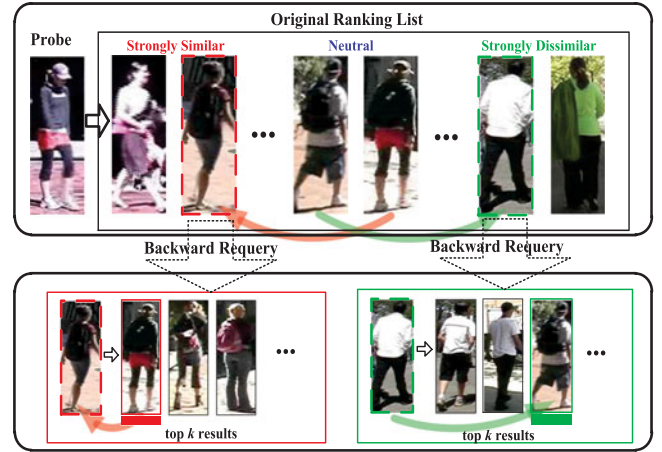 Original Ranking List
Probe
Strongly Similar
Neutral
Strongly Dissimilar
...
...
Backward Requery
Backward Requery
...
...
top k results
top k results